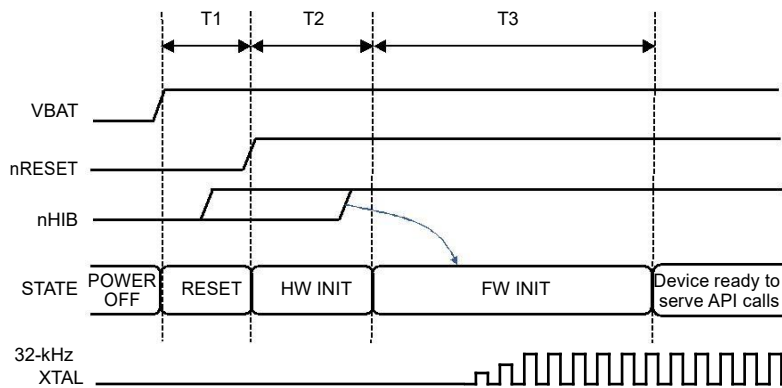 T1 T2 T3
VBAT
nRESET
nHIB
STATE POWER OFF RESET HW INIT FW INIT Device ready to serve API calls
32-kHz
XTAL